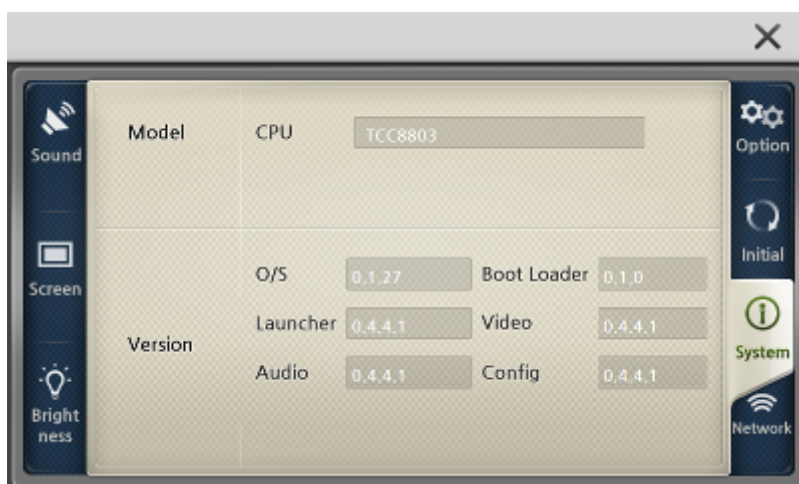 Sound
Screen
Bright
ness
Model CPU TCC8803
Version
O/S 0,1,27 Boot Loader 0,1,0
Launcher 0,4,4,1 Video 0,4,4,1
Audio 0,4,4,1 Config 0,4,4,1
Option
Initial
System
Network